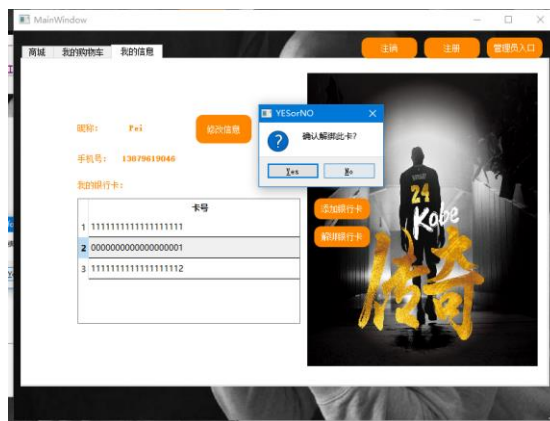 MainWindow
注销 注册 管理员入口
商城 我的购物车 我的信息
YESorNO
确认解绑此卡?
Yes No
昵称: Pei 修改信息
手机号: 13079619046
我的银行卡:
卡号
1 1111111111111111111
2 0000000000000000001
3 1111111111111111112
添加银行卡
解绑银行卡
24
Kobe
传奇